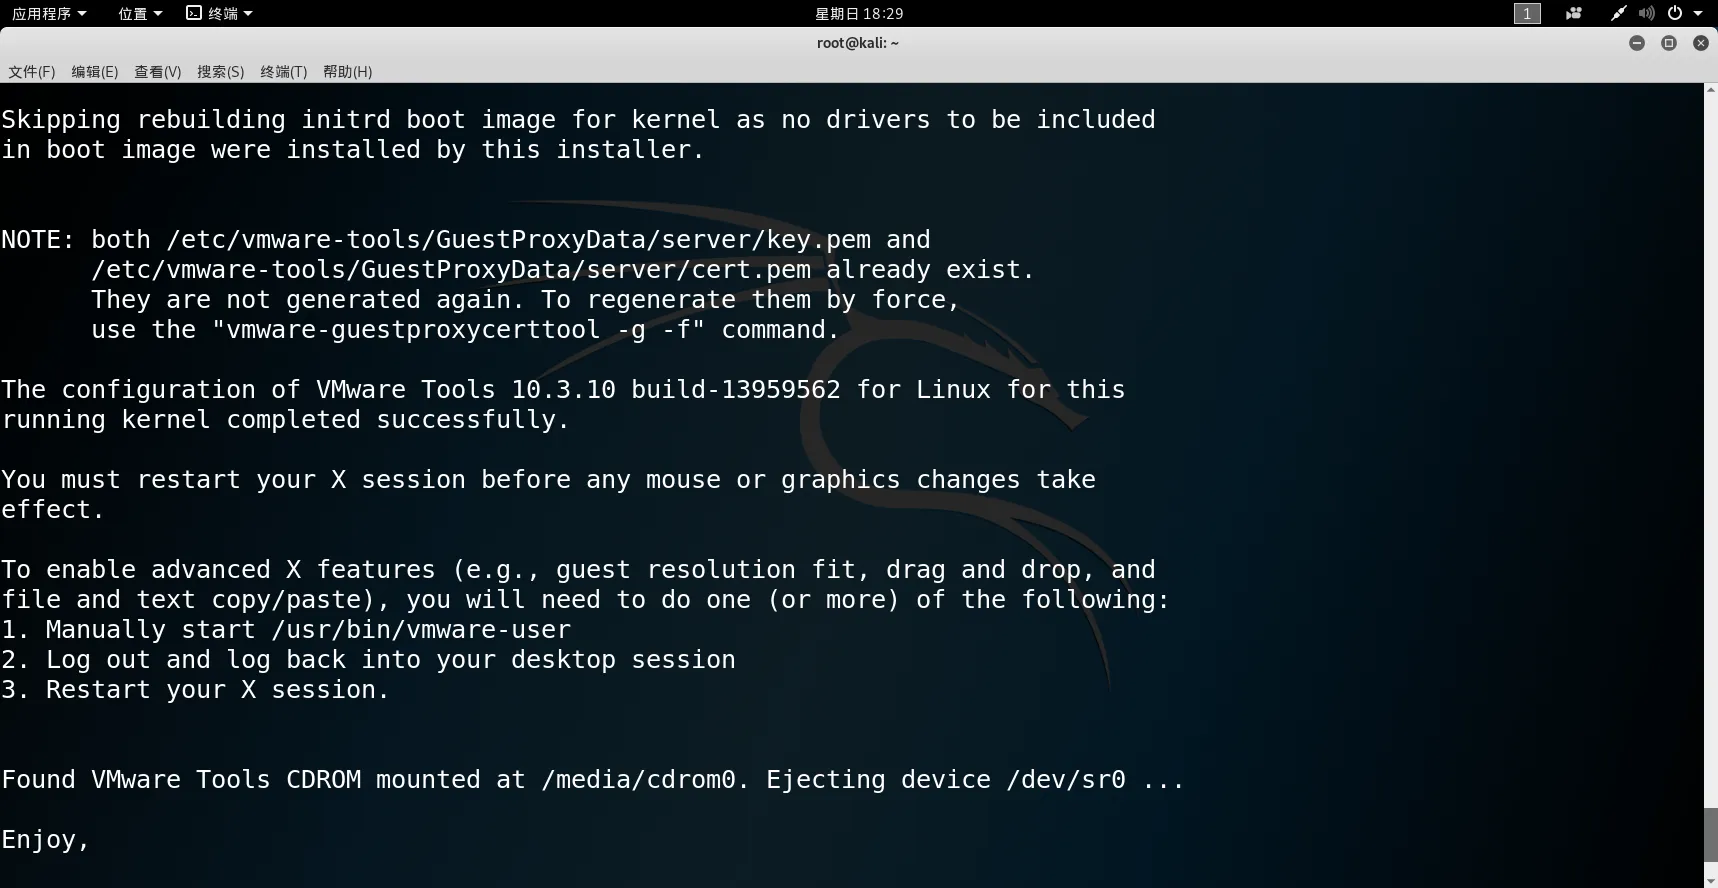 应用程序 位置 终端 星期日 18:29 1
root@kali: ~
文件(F) 编辑(E) 查看(V) 搜索(S) 终端(T) 帮助(H)
Skipping rebuilding initrd boot image for kernel as no drivers to be included
in boot image were installed by this installer.
NOTE: both /etc/vmware-tools/GuestProxyData/server/key.pem and
/etc/vmware-tools/GuestProxyData/server/cert.pem already exist.
They are not generated again. To regenerate them by force,
use the "vmware-guestproxycerttool -g -f" command.
The configuration of VMware Tools 10.3.10 build-13959562 for Linux for this
running kernel completed successfully.
You must restart your X session before any mouse or graphics changes take
effect.
To enable advanced X features (e.g., guest resolution fit, drag and drop, and
file and text copy/paste), you will need to do one (or more) of the following:
1. Manually start /usr/bin/vmware-user
2. Log out and log back into your desktop session
3. Restart your X session.
Found VMware Tools CDROM mounted at /media/cdrom0. Ejecting device /dev/sr0 ...
Enjoy,